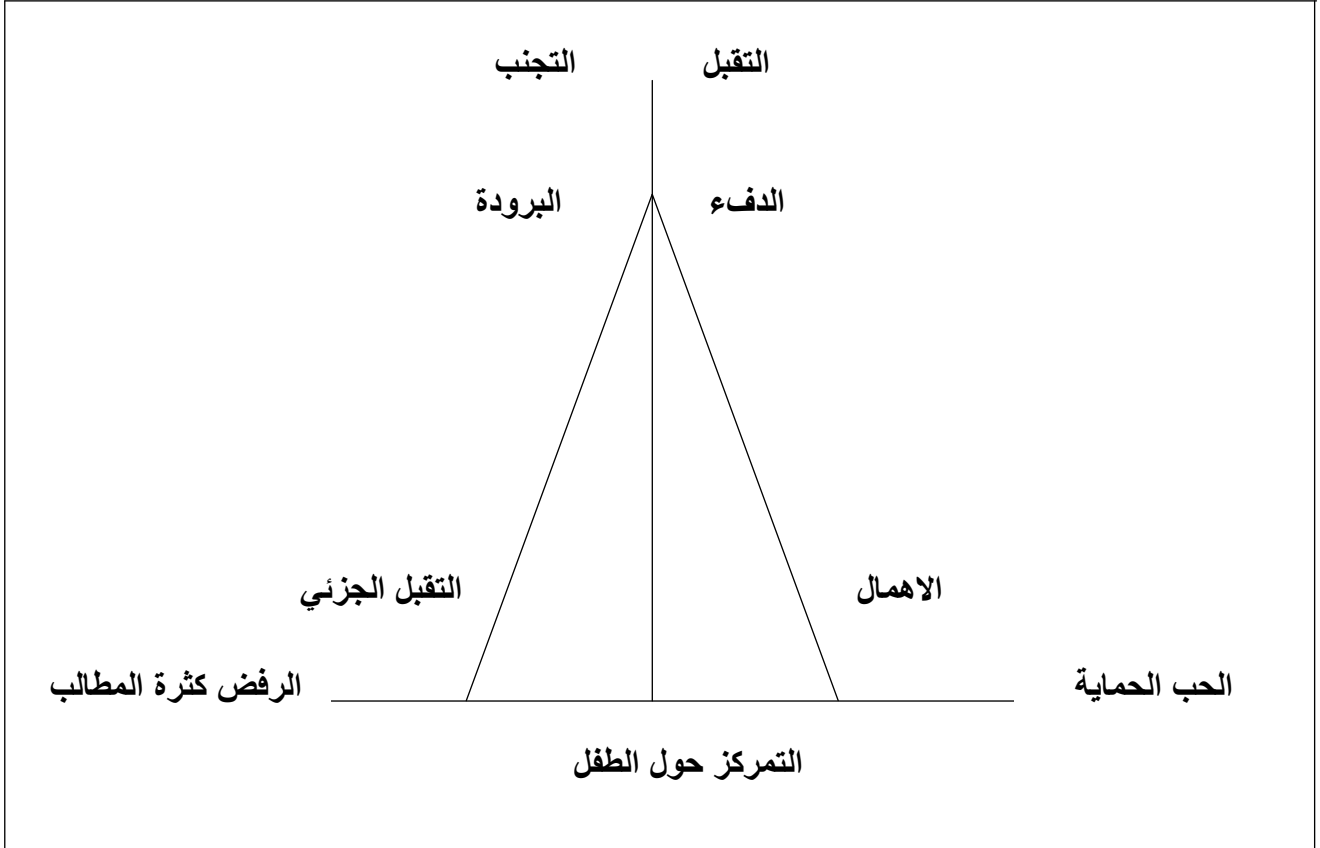 التقبل التجنب
الدفء البرودة
الاهمال التقبل الجزئي
الحب الحماية الرفض كثرة المطالب
التمركز حول الطفل